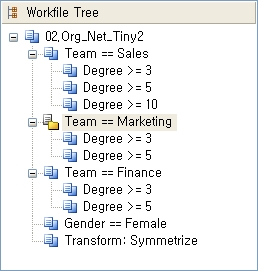 Workfile Tree
02,Org_Net_Tiny2
Team == Sales
Degree >= 3
Degree >= 5
Degree >= 10
Team == Marketing
Degree >= 3
Degree >= 5
Team == Finance
Degree >= 3
Degree >= 5
Gender == Female
Transform: Symmetrize